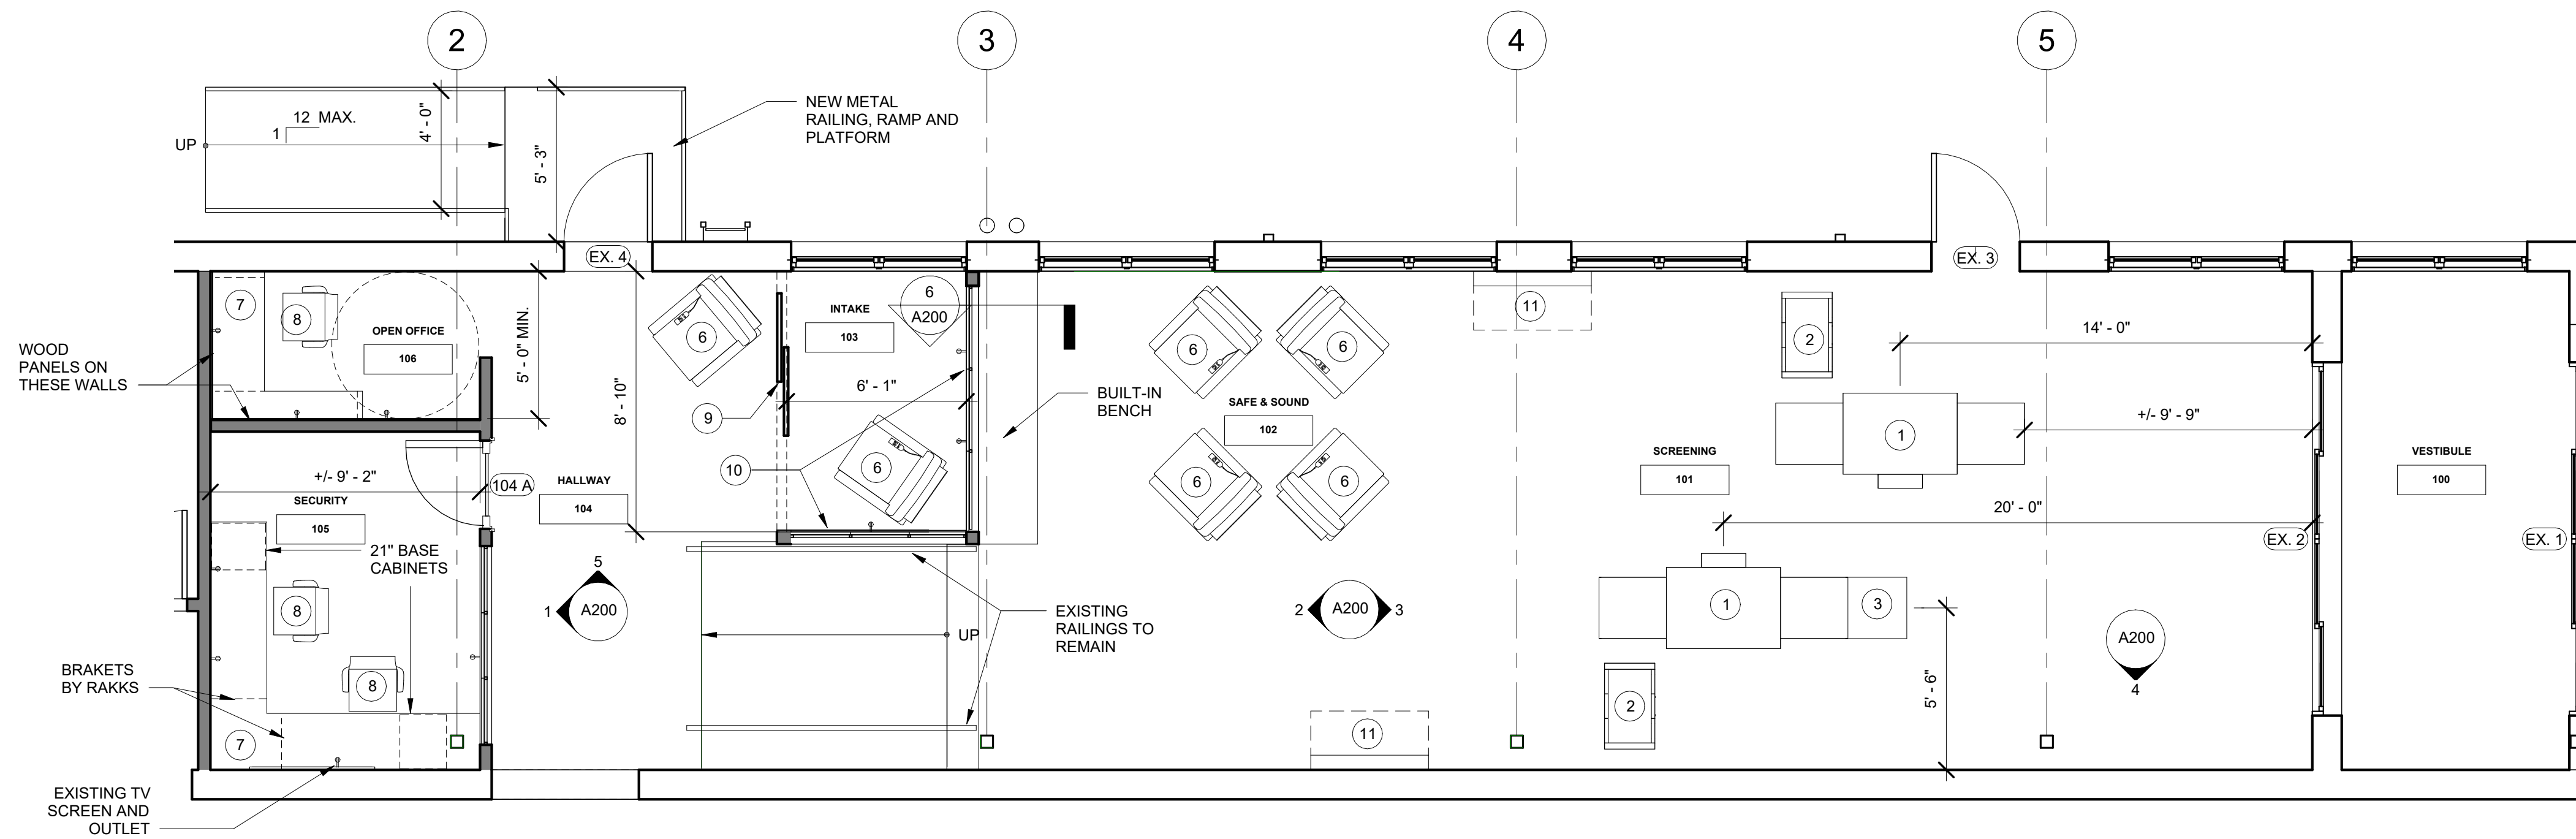 2
3
4
5
12 MAX.
1
UP
4' - 0"
5' - 3"
NEW METAL
RAILING, RAMP AND
PLATFORM
EX. 4
EX. 3
7
8
OPEN OFFICE
106
5' - 0" MIN.
WOOD
PANELS ON
THESE WALLS
8' - 10"
6
9
10
INTAKE
103
6
A200
6' - 1"
6
BUILT-IN
BENCH
6
6
SAFE & SOUND
102
6
6
11
2
14' - 0"
1
+/- 9' - 9"
SCREENING
101
VESTIBULE
100
20' - 0"
EX. 2
EX. 1
+/- 9' - 2"
SECURITY
105
104 A
HALLWAY
104
21" BASE
CABINETS
8
8
7
BRAKETS
BY RAKKS
EXISTING TV
SCREEN AND
OUTLET
5
1
A200
UP
EXISTING
RAILINGS TO
REMAIN
2
A200
3
11
1
3
2
5' - 6"
A200
4